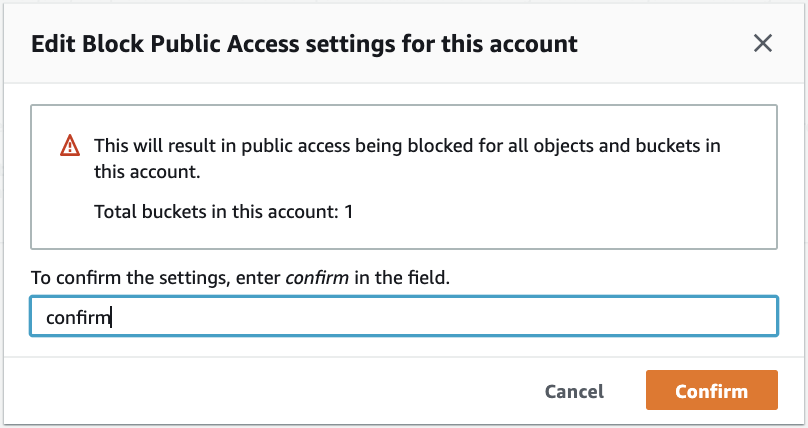 Edit Block Public Access settings for this account
This will result in public access being blocked for all objects and buckets in
this account.
Total buckets in this account: 1
To confirm the settings, enter confirm in the field.
confirm
Cancel
Confirm